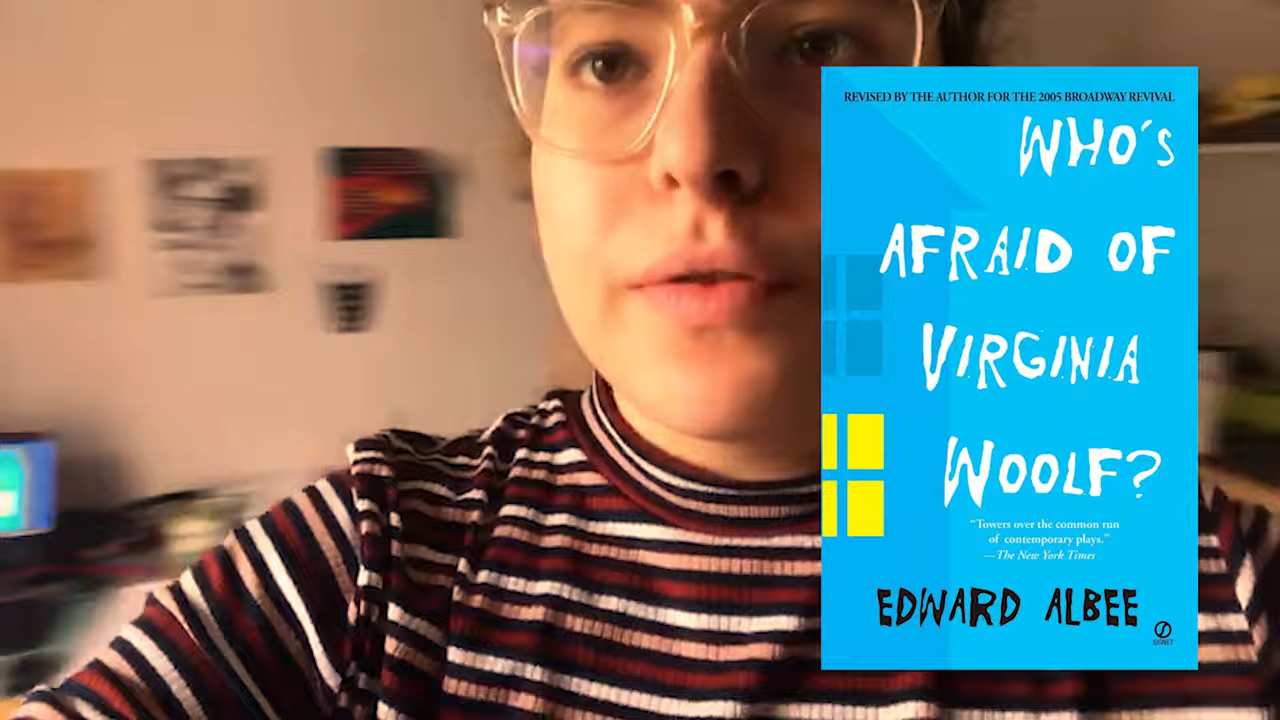 REVISED BY THE AUTHOR FOR THE 2005 BROADWAY REVIVAL
WHO'S
AFRAID OF
VIRGINIA
WOOLF?
"Towers over the common run
of contemporary plays."
—The New York Times
EDWARD ALBEE
SIGNET